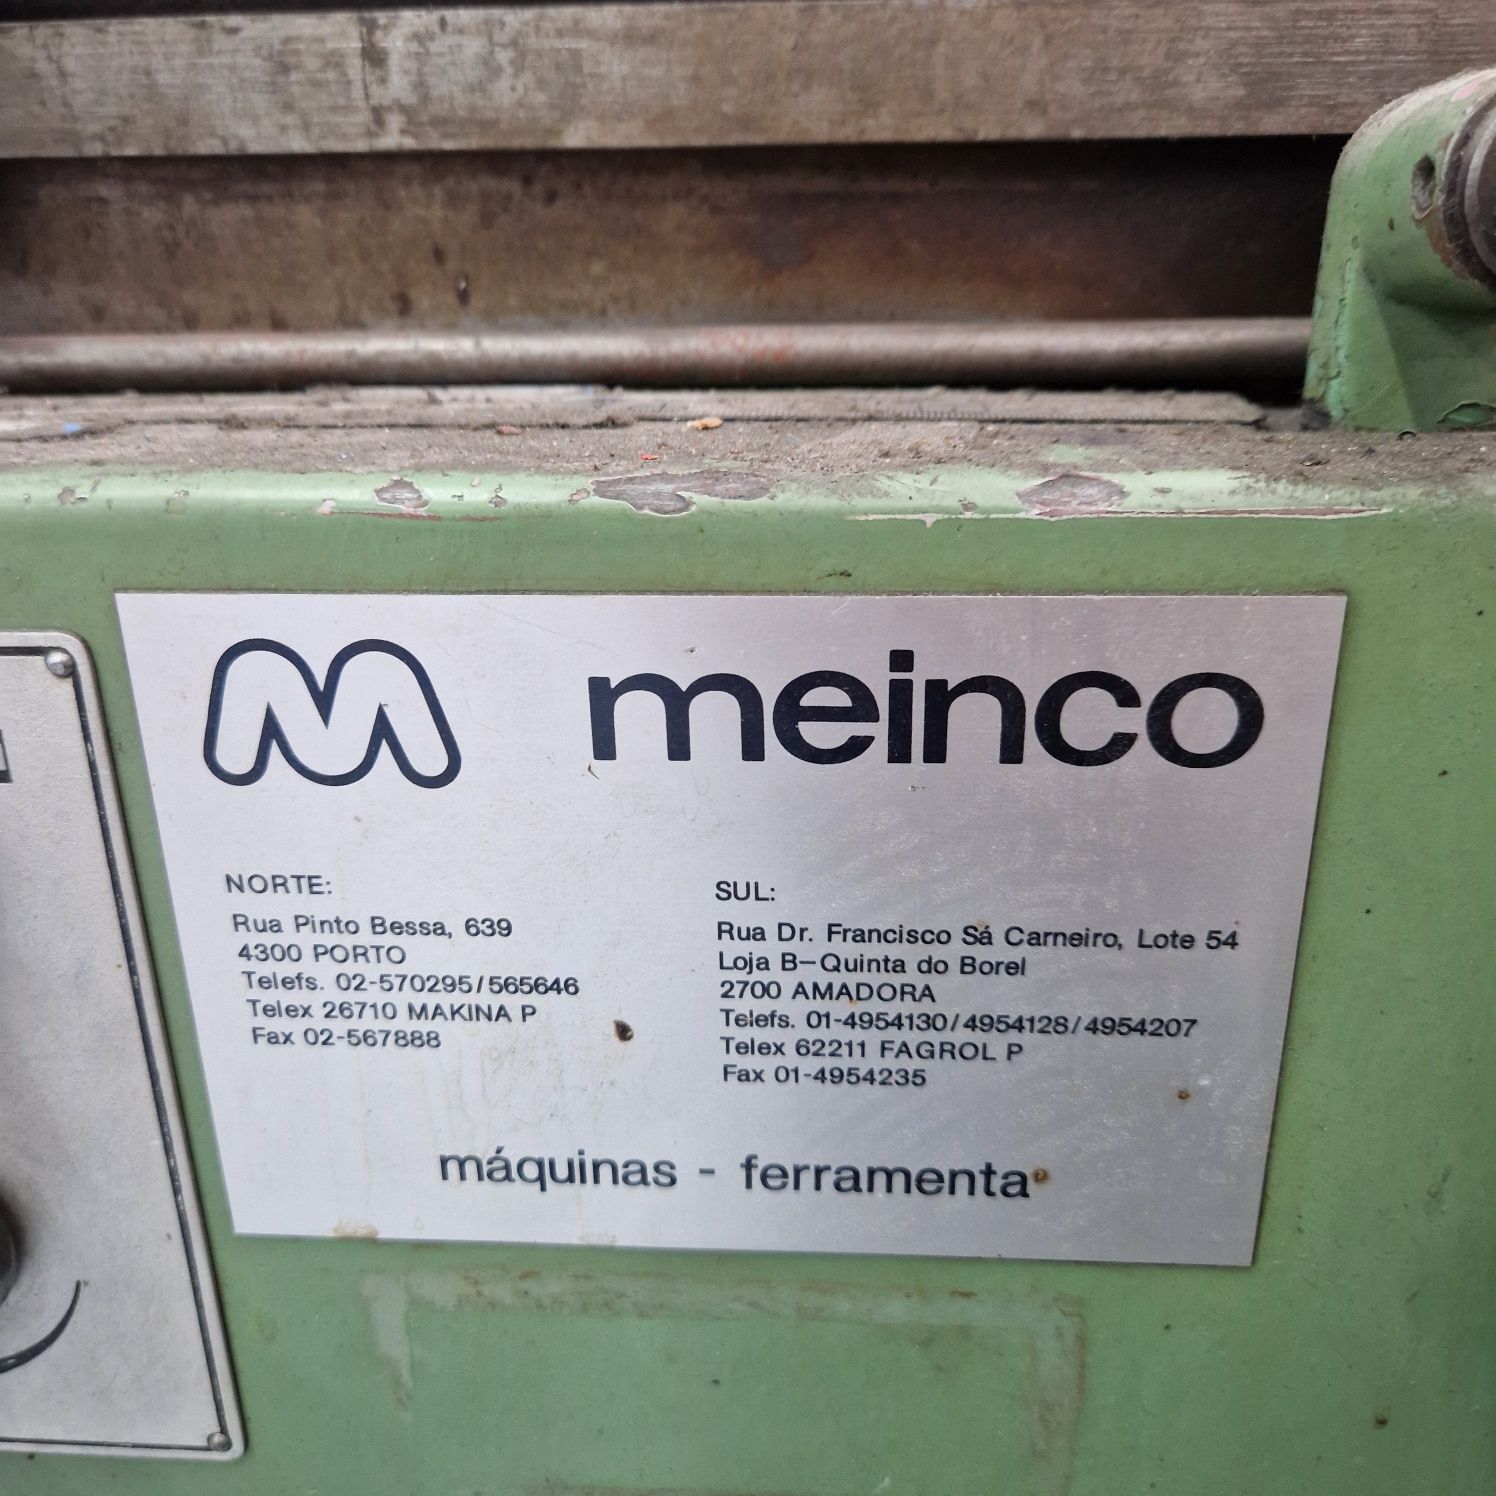 M meinco
NORTE:
Rua Pinto Bessa, 639
4300 PORTO
Telefs. 02-570295/565646
Telex 26710 MAKINA P
Fax 02-567888
SUL:
Rua Dr. Francisco Sá Carneiro, Lote 54
Loja B-Quinta do Borel
2700 AMADORA
Telefs. 01-4954130/4954128/4954207
Telex 62211 FAGROL P
Fax 01-4954235
máquinas - ferramenta